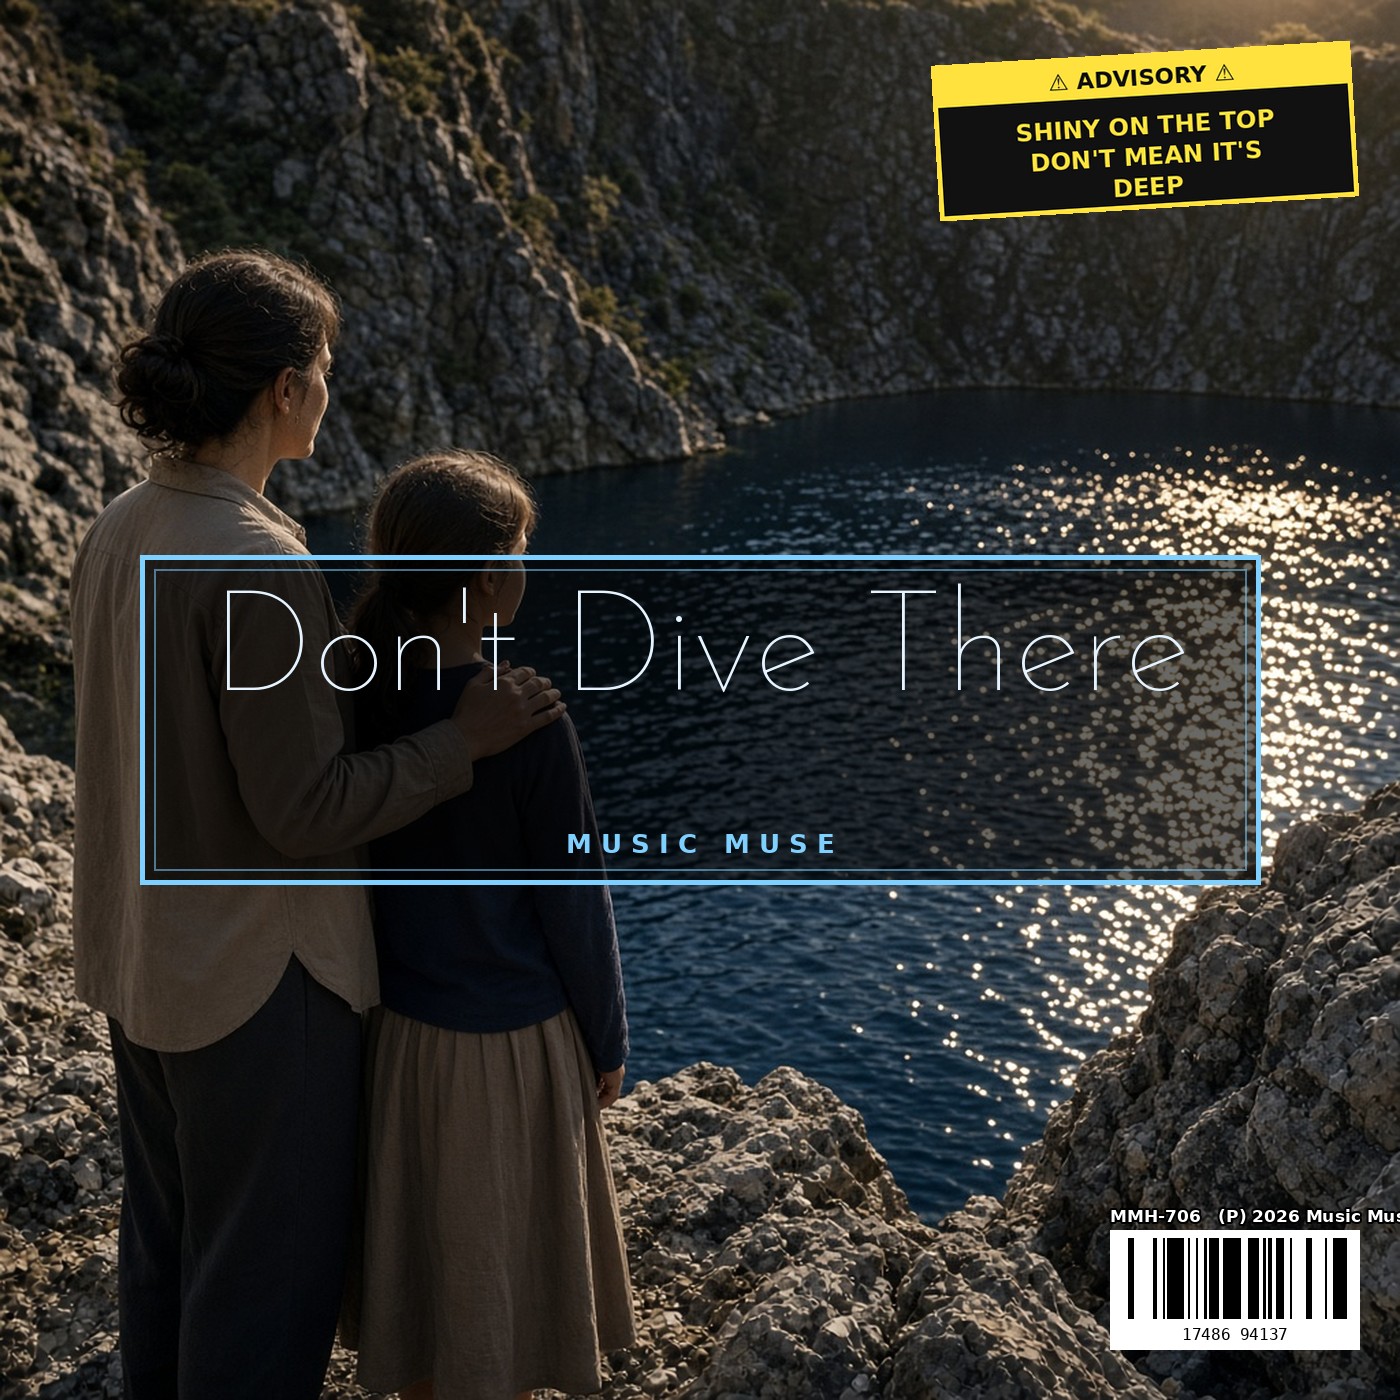 ⚠ ADVISORY ⚠
SHINY ON THE TOP
DON'T MEAN IT'S
DEEP
Don't Dive There
MUSIC MUSE
MMH-706 (P) 2026 Music Mus
17486 94137